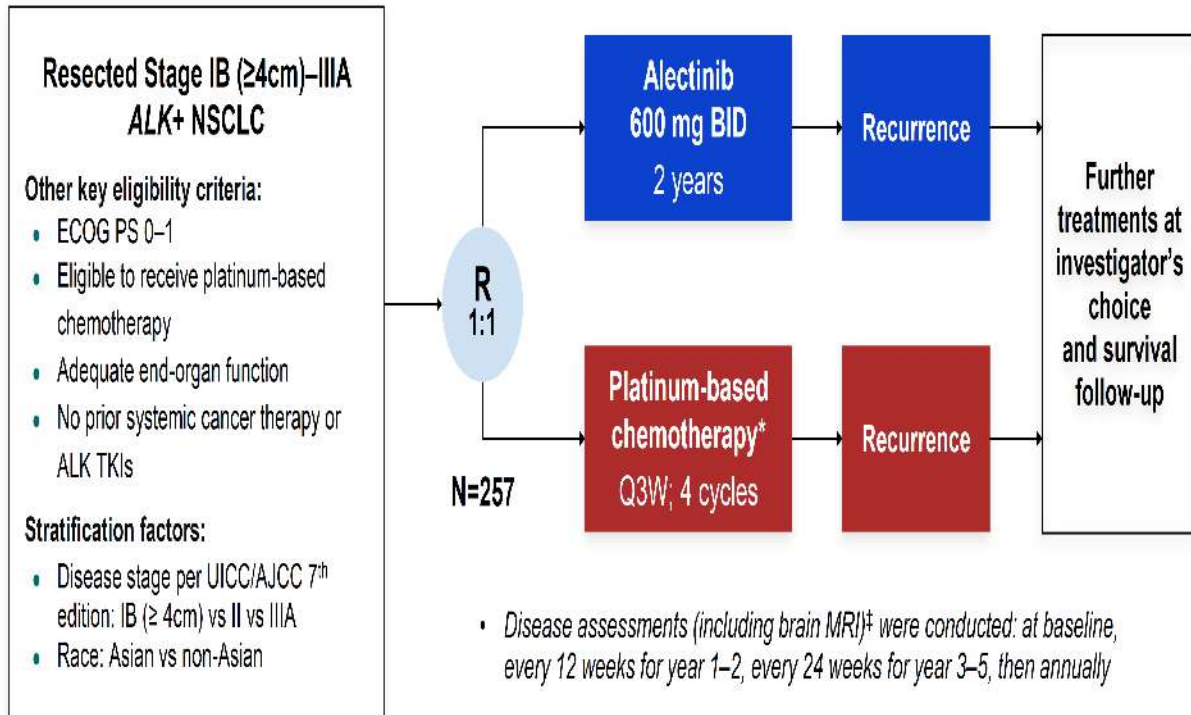 Resected Stage IB (≥4cm)–IIIA
ALK+ NSCLC
Other key eligibility criteria:
• ECOG PS 0–1
• Eligible to receive platinum-based
chemotherapy
• Adequate end-organ function
• No prior systemic cancer therapy or
ALK TKIs
Stratification factors:
• Disease stage per UICC/AJCC 7th
edition: IB (≥ 4cm) vs II vs IIIA
• Race: Asian vs non-Asian
R
1:1
N=257
Alectinib
600 mg BID
2 years
Recurrence
Platinum-based
chemotherapy*
Q3W; 4 cycles
Recurrence
Further
treatments at
investigator’s
choice
and survival
follow-up
• Disease assessments (including brain MRI)‡ were conducted: at baseline,
every 12 weeks for year 1–2, every 24 weeks for year 3–5, then annually